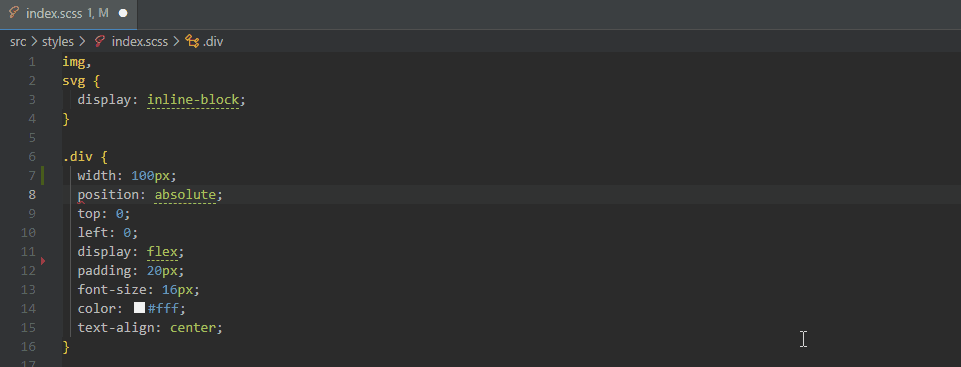 index.scss 1, M
src > styles > index.scss > .div
1 img,
2 svg {
3 display: inline-block;
4 }
5
6 .div {
7 width: 100px;
8 position: absolute;
9 top: 0;
10 left: 0;
11 display: flex;
12 padding: 20px;
13 font-size: 16px;
14 color: #fff;
15 text-align: center;
16 }
17